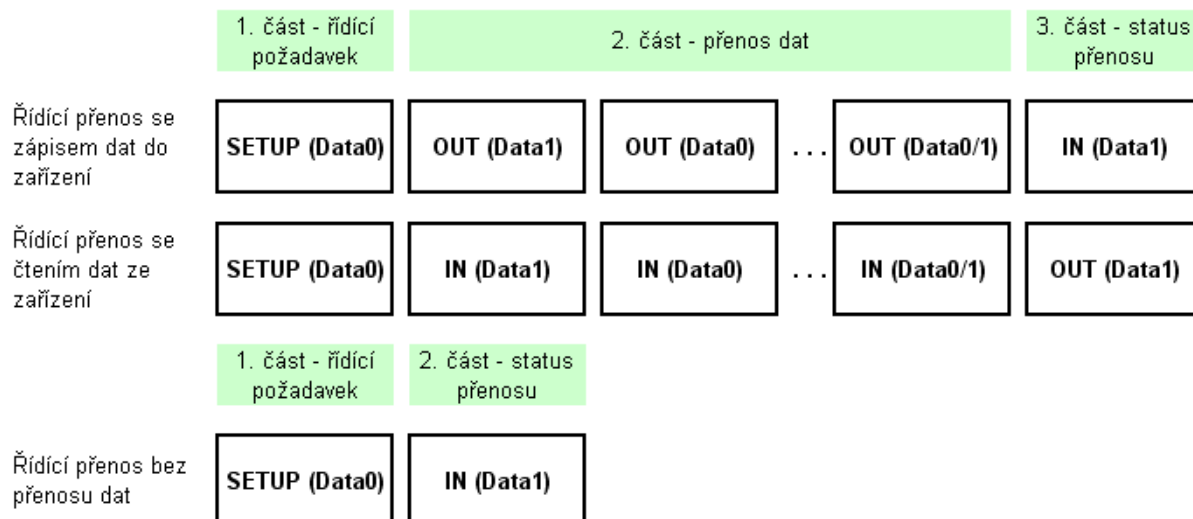 1. část - řídící
požadavek
2. část - přenos dat
3. část - status
přenosu
Řídící přenos se
zápisem dat do
zařízení
SETUP (Data0)
OUT (Data1)
OUT (Data0)
. . .
OUT (Data0/1)
IN (Data1)
Řídící přenos se
čtením dat ze
zařízení
SETUP (Data0)
IN (Data1)
IN (Data0)
. . .
IN (Data0/1)
OUT (Data1)
1. část - řídící
požadavek
2. část - status
přenosu
Řídící přenos bez
přenosu dat
SETUP (Data0)
IN (Data1)